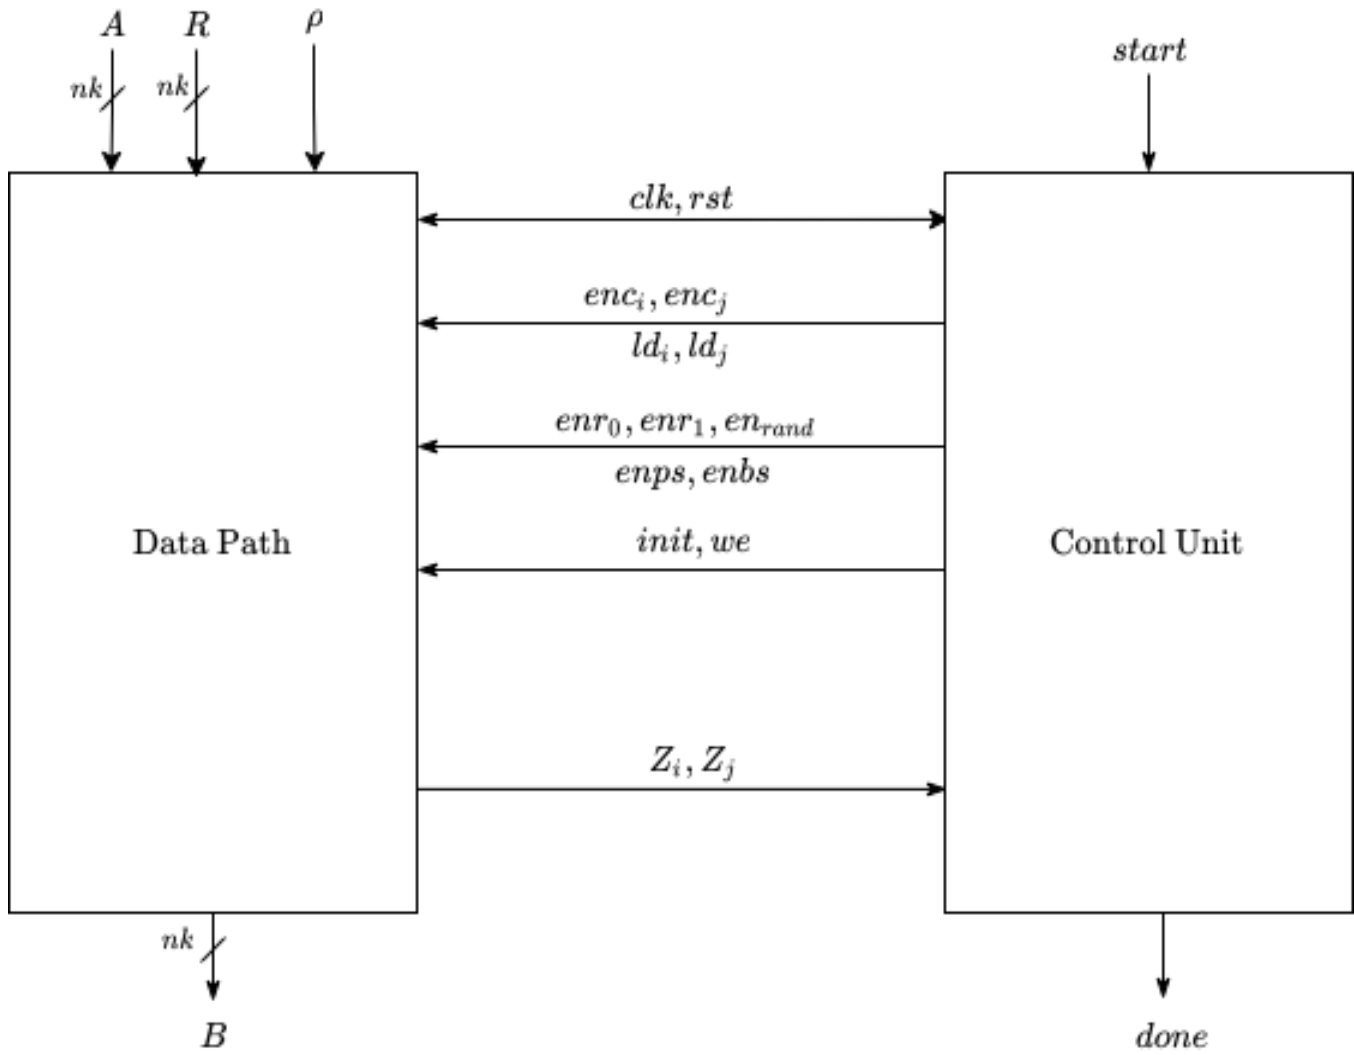 A R ρ
start
nk nk
clk, rst
enc_i, enc_j
ld_i, ld_j
enr_0, enr_1, en_rand
enps, enbs
Data Path
init, we
Control Unit
Z_i, Z_j
nk
B
done